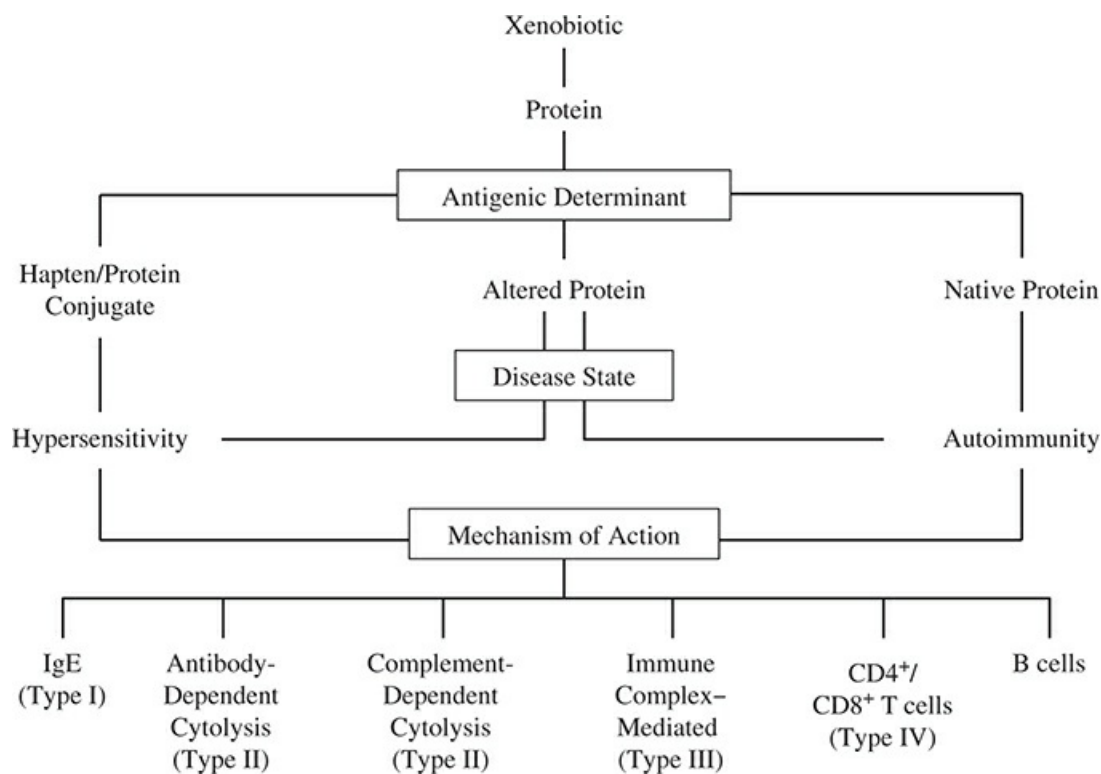 Xenobiotic
Protein
Antigenic Determinant
Hapten/Protein
Conjugate
Altered Protein
Native Protein
Disease State
Hypersensitivity
Autoimmunity
Mechanism of Action
IgE
(Type I)
Antibody-
Dependent
Cytolysis
(Type II)
Complement-
Dependent
Cytolysis
(Type II)
Immune
Complex–
Mediated
(Type III)
CD4⁺/
CD8⁺ T cells
(Type IV)
B cells